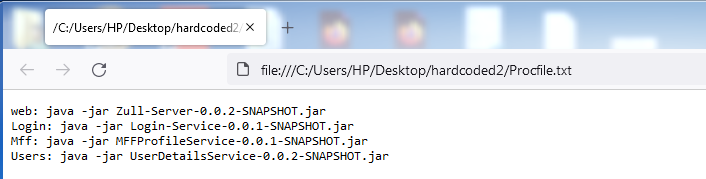 /C:/Users/HP/Desktop/hardcoded2/
file:///C:/Users/HP/Desktop/hardcoded2/Procfile.txt
web: java -jar Zull-Server-0.0.2-SNAPSHOT.jar
Login: java -jar Login-Service-0.0.1-SNAPSHOT.jar
Mff: java -jar MFFProfileService-0.0.1-SNAPSHOT.jar
Users: java -jar UserDetailsService-0.0.2-SNAPSHOT.jar